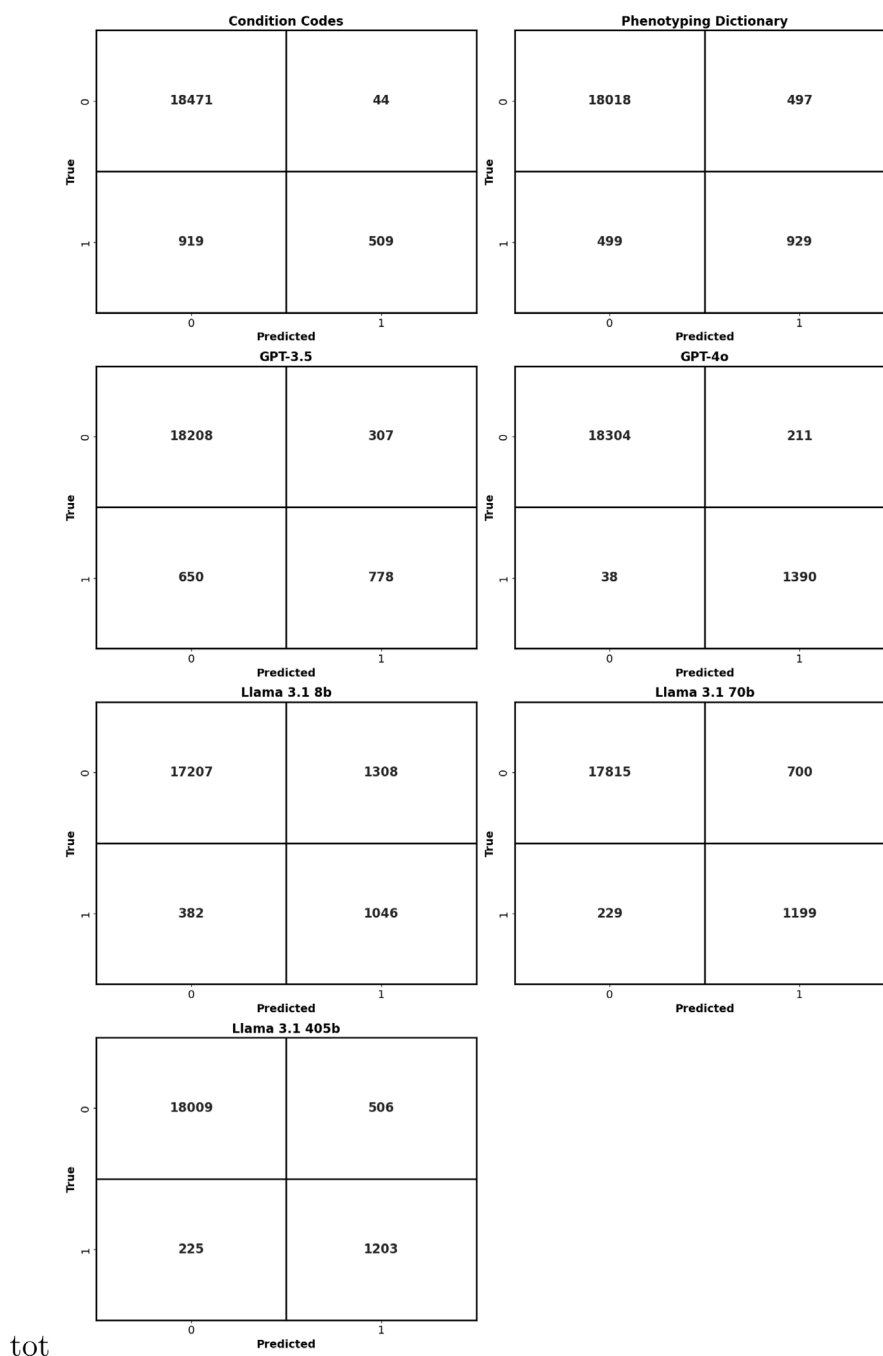 Condition Codes
Phenotyping Dictionary
0
18471
44
0
18018
497
True
True
1
919
509
1
499
929
0
1
0
1
Predicted
Predicted
GPT-3.5
GPT-4o
0
18208
307
0
18304
211
True
True
1
650
778
1
38
1390
0
1
0
1
Predicted
Predicted
Llama 3.1 8b
Llama 3.1 70b
0
17207
1308
0
17815
700
True
True
1
382
1046
1
229
1199
0
1
0
1
Predicted
Predicted
Llama 3.1 405b
0
18009
506
True
1
225
1203
0
1
Predicted
tot